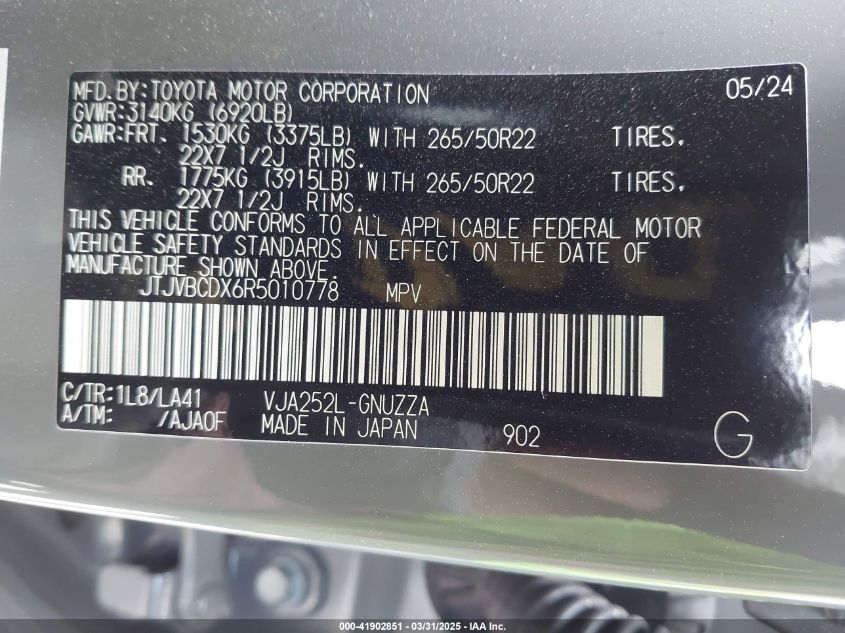 MFD.BY:TOYOTA MOTOR CORPORATION 05/24
GVWR:3140KG (6920LB)
GAWR:FRT. 1530KG (3375LB) WITH 265/50R22 TIRES.
22X7 1/2J RIMS.
RR. 1775KG (3915LB) WITH 265/50R22 TIRES.
22X7 1/2J RIMS.
THIS VEHICLE CONFORMS TO ALL APPLICABLE FEDERAL MOTOR
VEHICLE SAFETY STANDARDS IN EFFECT ON THE DATE OF
MANUFACTURE SHOWN ABOVE.
JTJVBCDX6R5010778 MPV
C/TR:1L8/LA41 VJA252L-GNUZZA
A/TM: /AJA0F MADE IN JAPAN 902 G
000-41902851 - 03/31/2025 - IAA Inc.